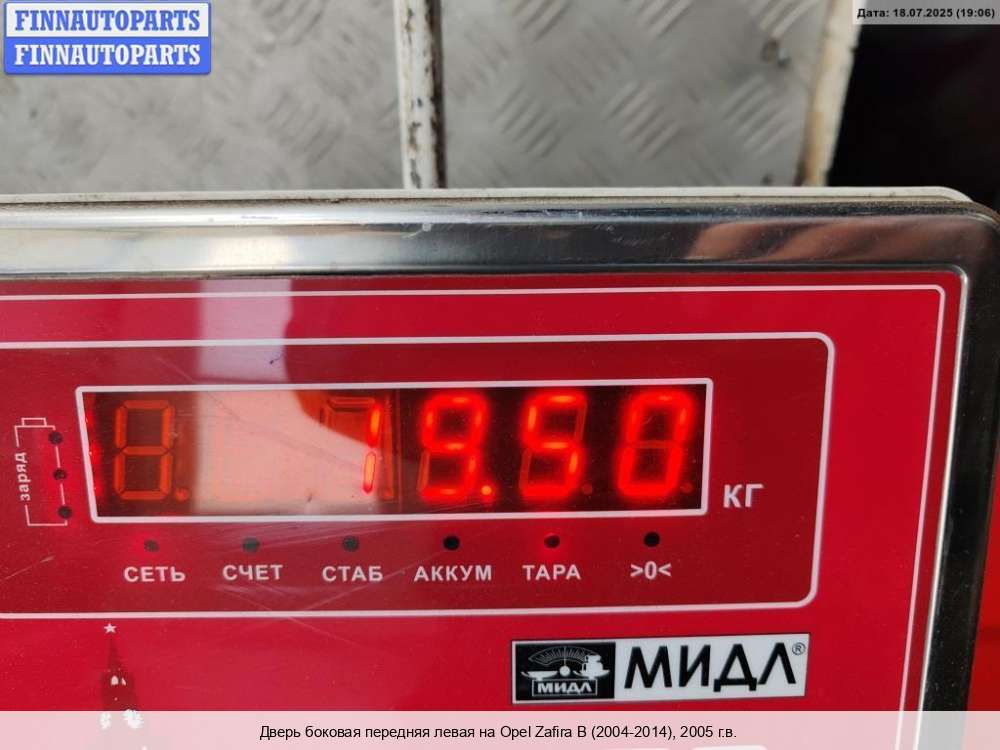 FINNAUTOPARTS
FINNAUTOPARTS
Дата: 18.07.2025 (19:06)
19.50
кг
заряд
СЕТЬ СЧЕТ СТАБ АККУМ ТАРА >0<
МИДЛ МИДЛ®
Дверь боковая передняя левая на Opel Zafira B (2004-2014), 2005 г.в.